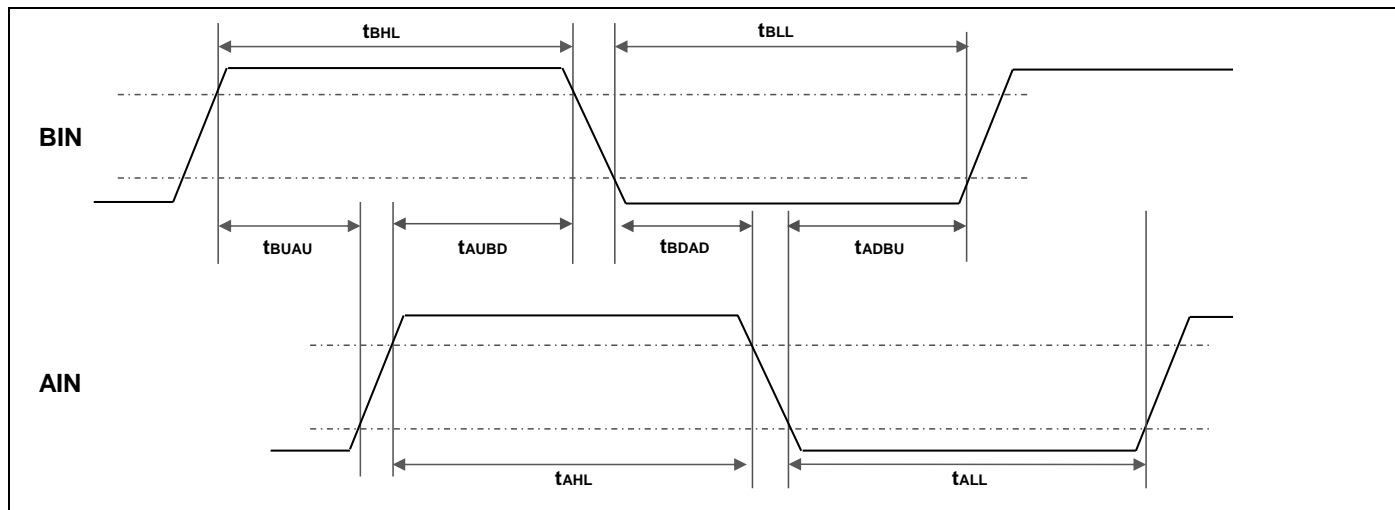 tBHL
tBLL
BIN
tBUAU
tAUBD
tBDAD
tADBU
AIN
tAHL
tALL